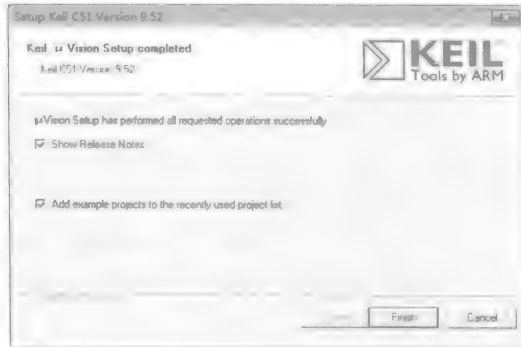 Setup Keil C51 Version 9.52
Keil µ Vision Setup completed
Keil C51 Version 9.52
KEIL
Tools by ARM
µVision Setup has performed all requested operations successfully
Show Release Notes
Add example projects to the recently used project list.
Finish
Cancel